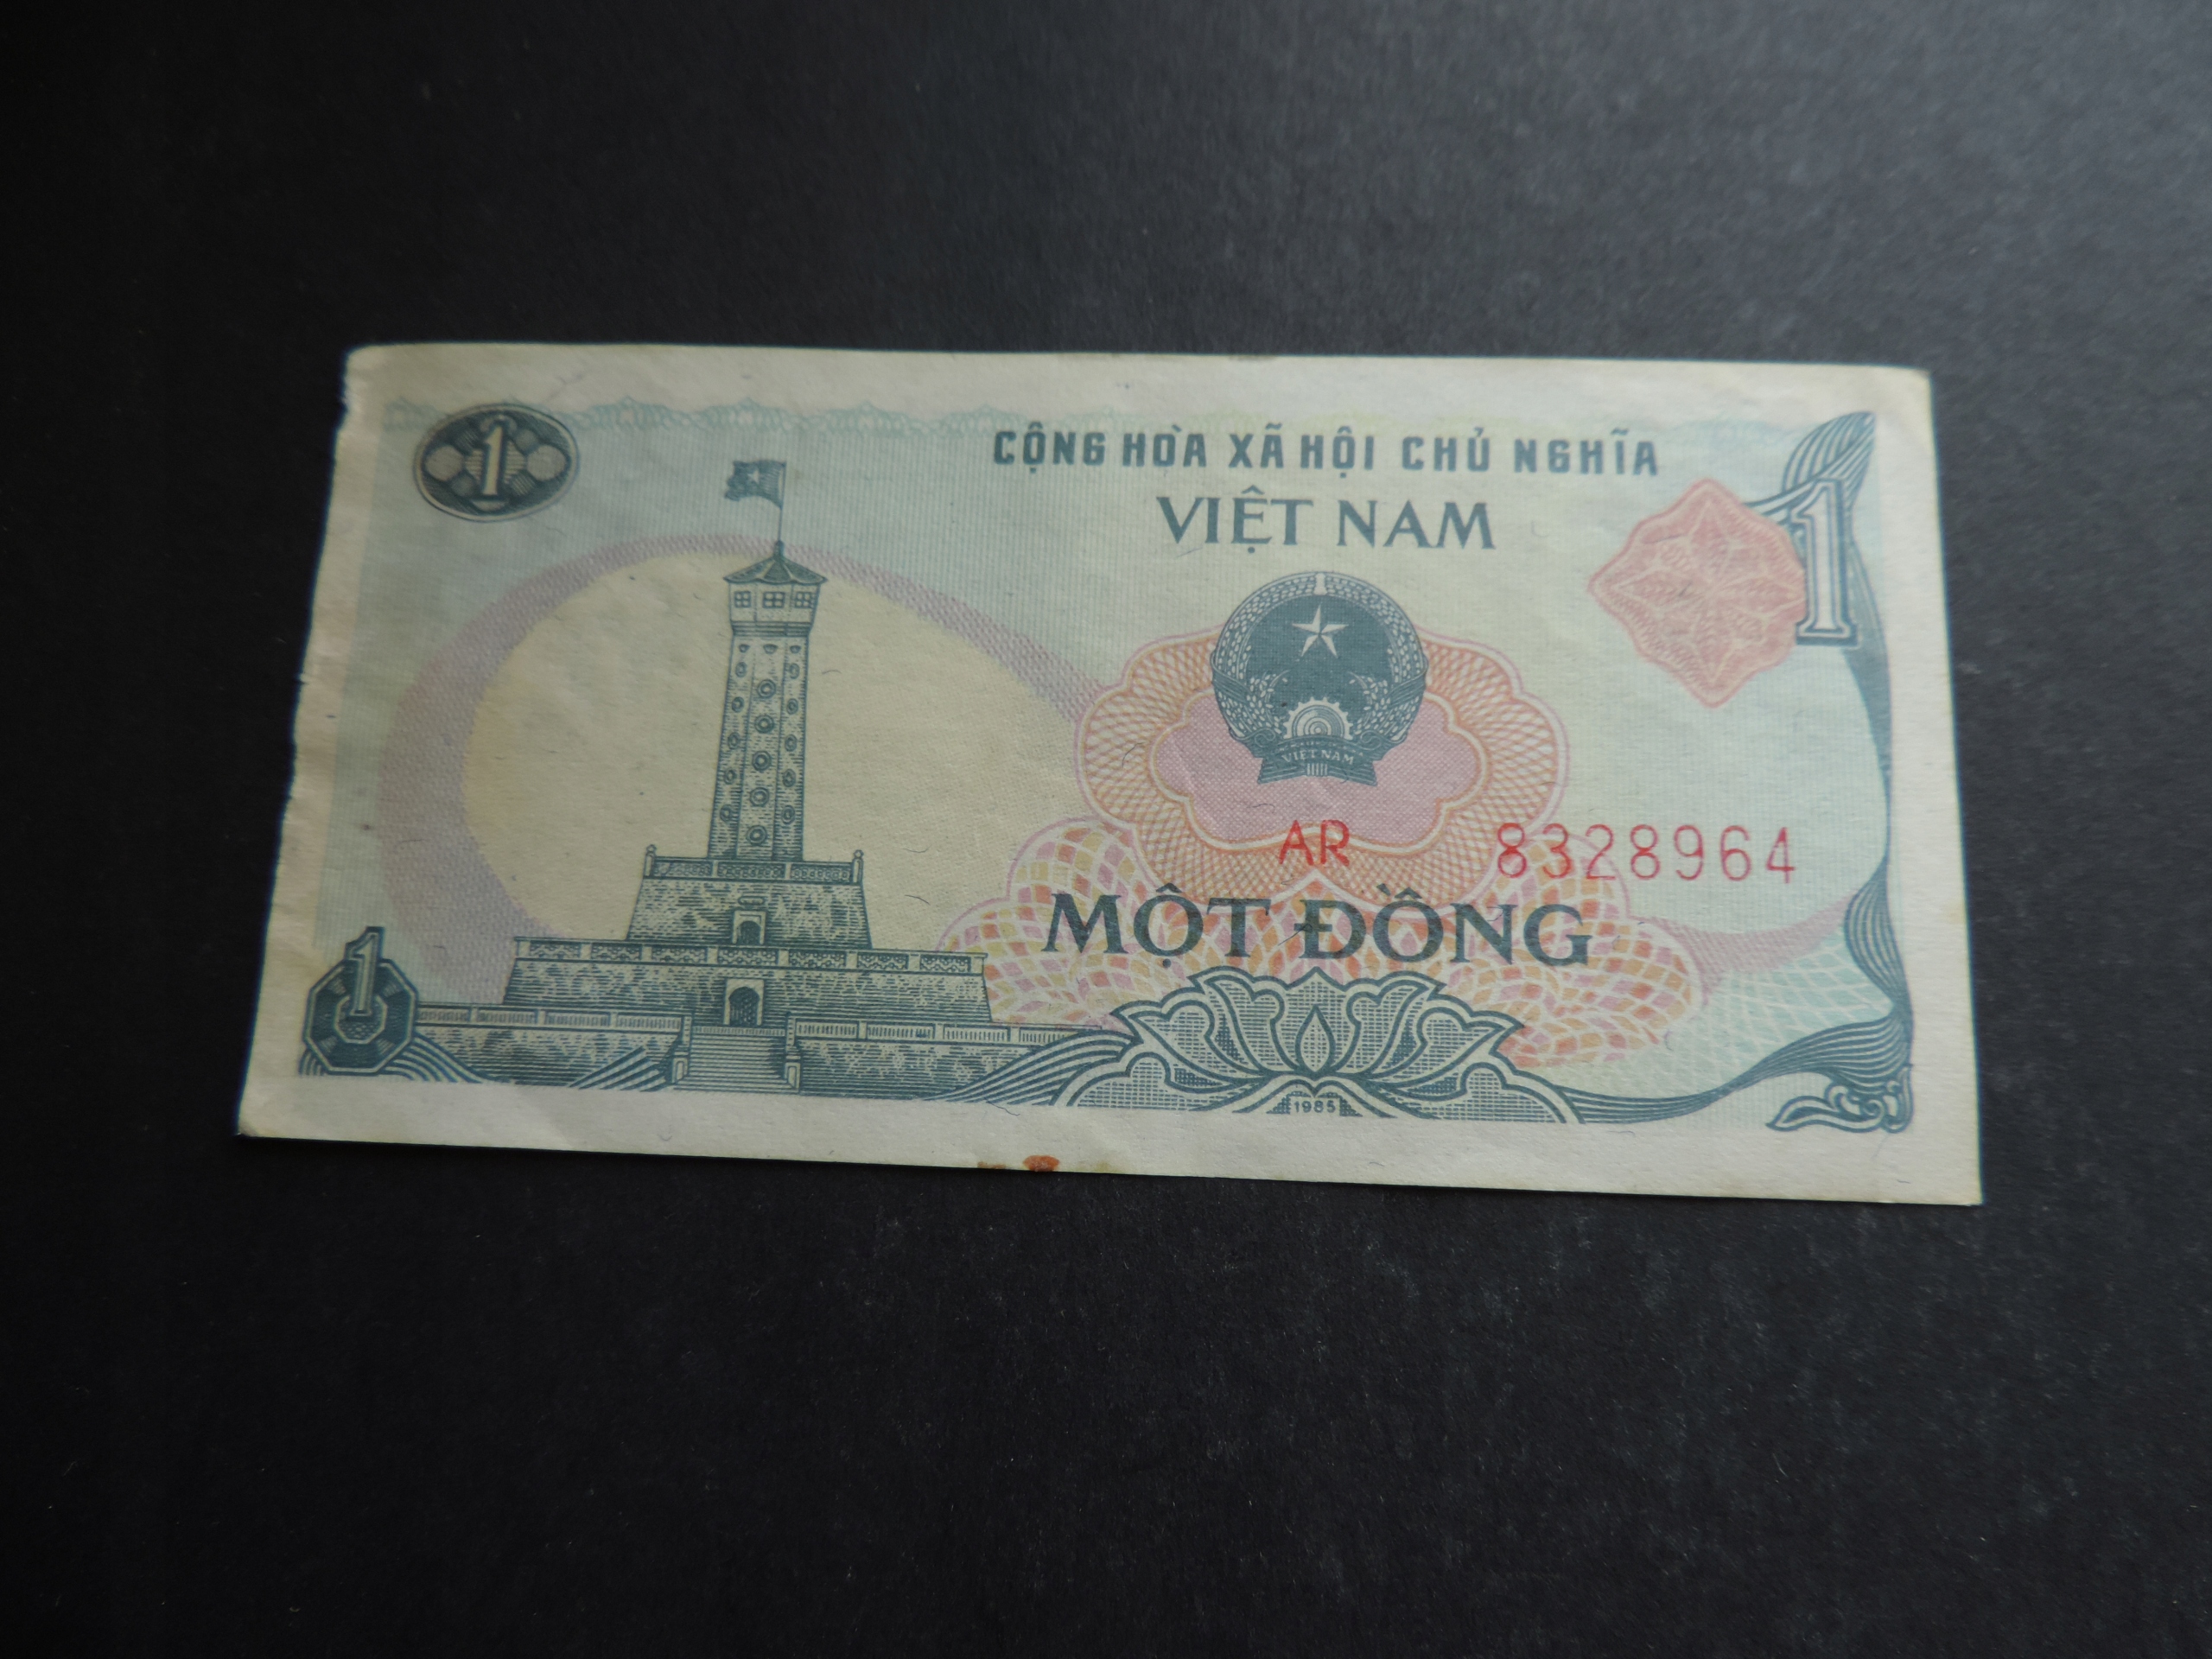 1
CỘNG HÒA XÃ HỘI CHỦ NGHĨA
VIỆT NAM
1
VIỆT NAM
AR 8328964
MỘT ĐỒNG
1
1985